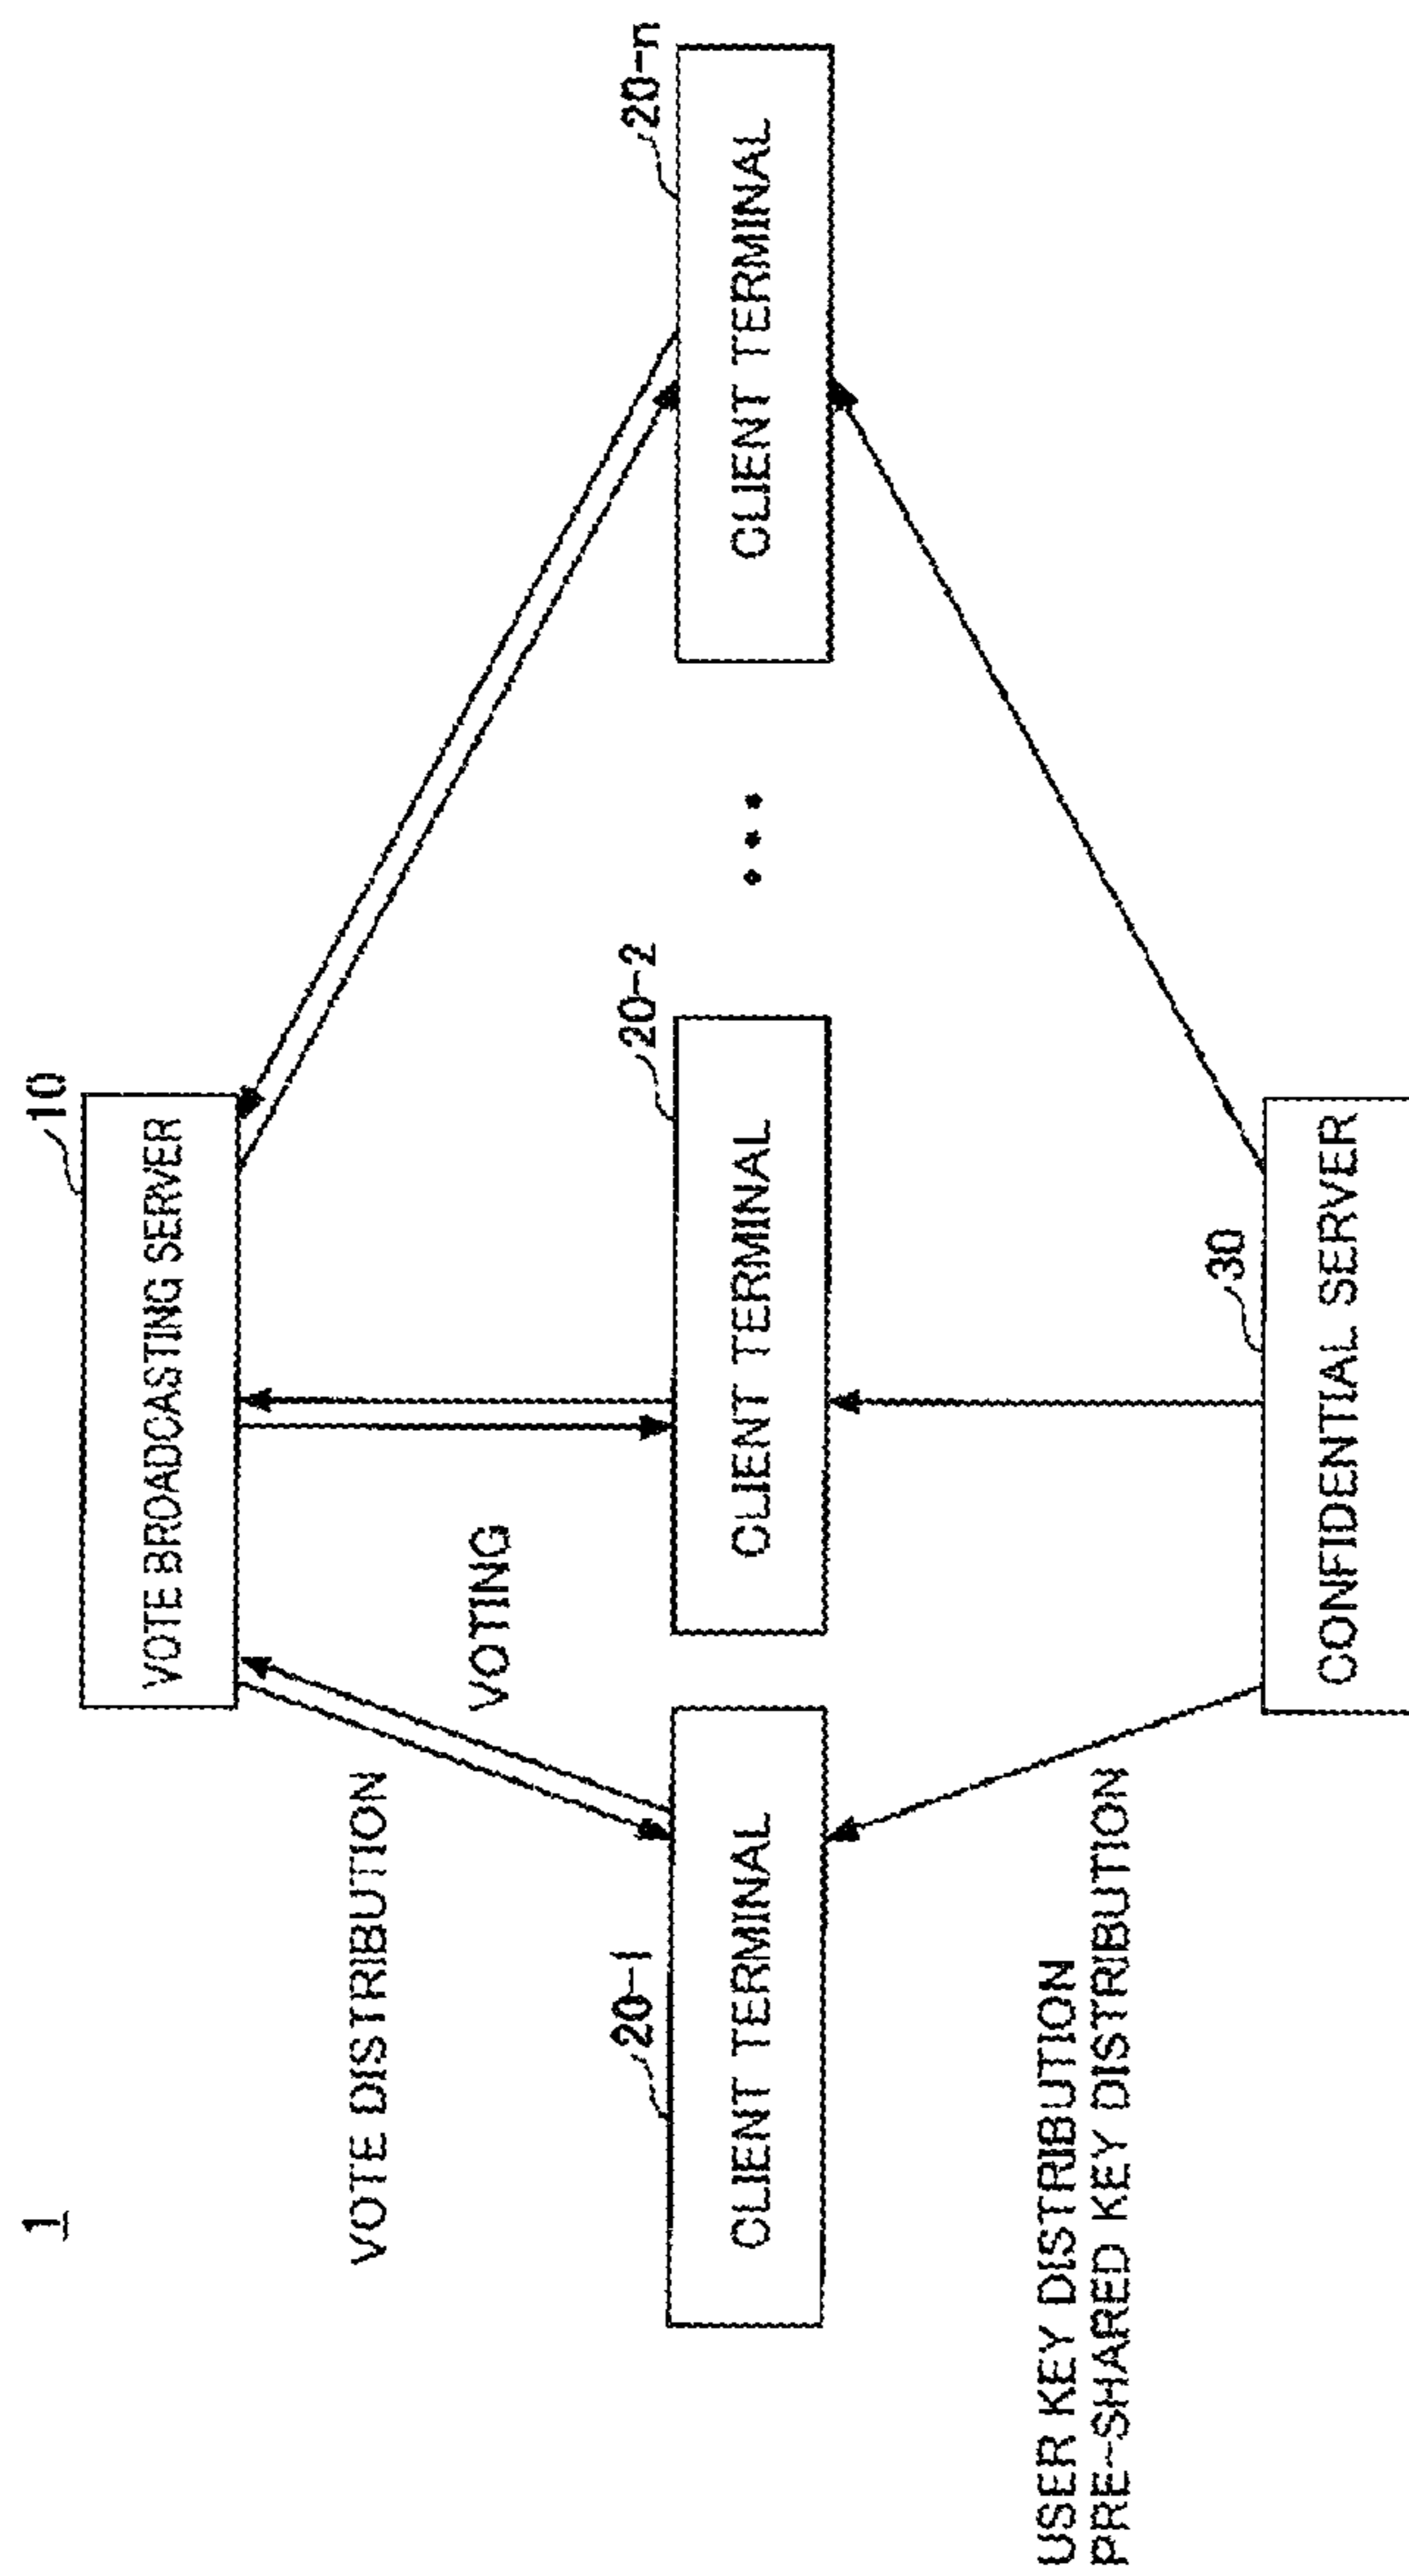 1
10
VOTE BROADCASTING SERVER
VOTE DISTRIBUTION
VOTING
20-1
CLIENT TERMINAL
20-2
CLIENT TERMINAL
20-n
CLIENT TERMINAL
USER KEY DISTRIBUTION
PRE-SHARED KEY DISTRIBUTION
30
CONFIDENTIAL SERVER